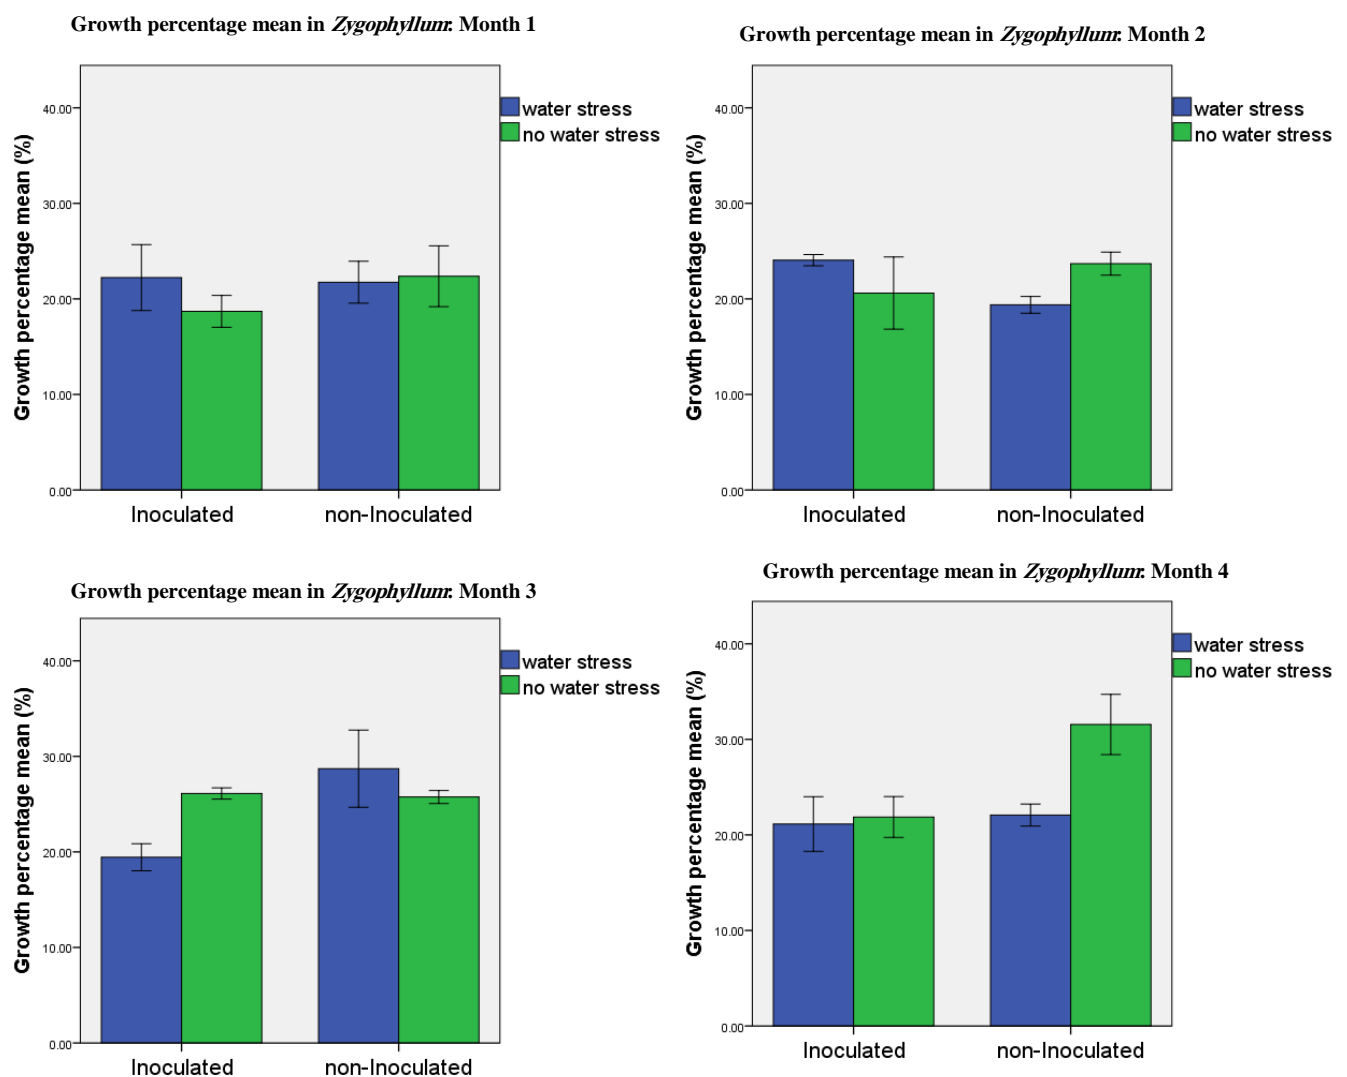 Growth percentage mean in Zygophyllum: Month 1
40.00
30.00
20.00
10.00
0.00
Growth percentage mean (%)
water stress
no water stress
Inoculated
non-Inoculated
Growth percentage mean in Zygophyllum: Month 2
40.00
30.00
20.00
10.00
0.00
Growth percentage mean (%)
water stress
no water stress
Inoculated
non-Inoculated
Growth percentage mean in Zygophyllum: Month 3
40.00
30.00
20.00
10.00
0.00
Growth percentage mean (%)
water stress
no water stress
Inoculated
non-Inoculated
Growth percentage mean in Zygophyllum: Month 4
40.00
30.00
20.00
10.00
0.00
Growth percentage mean (%)
water stress
no water stress
Inoculated
non-Inoculated